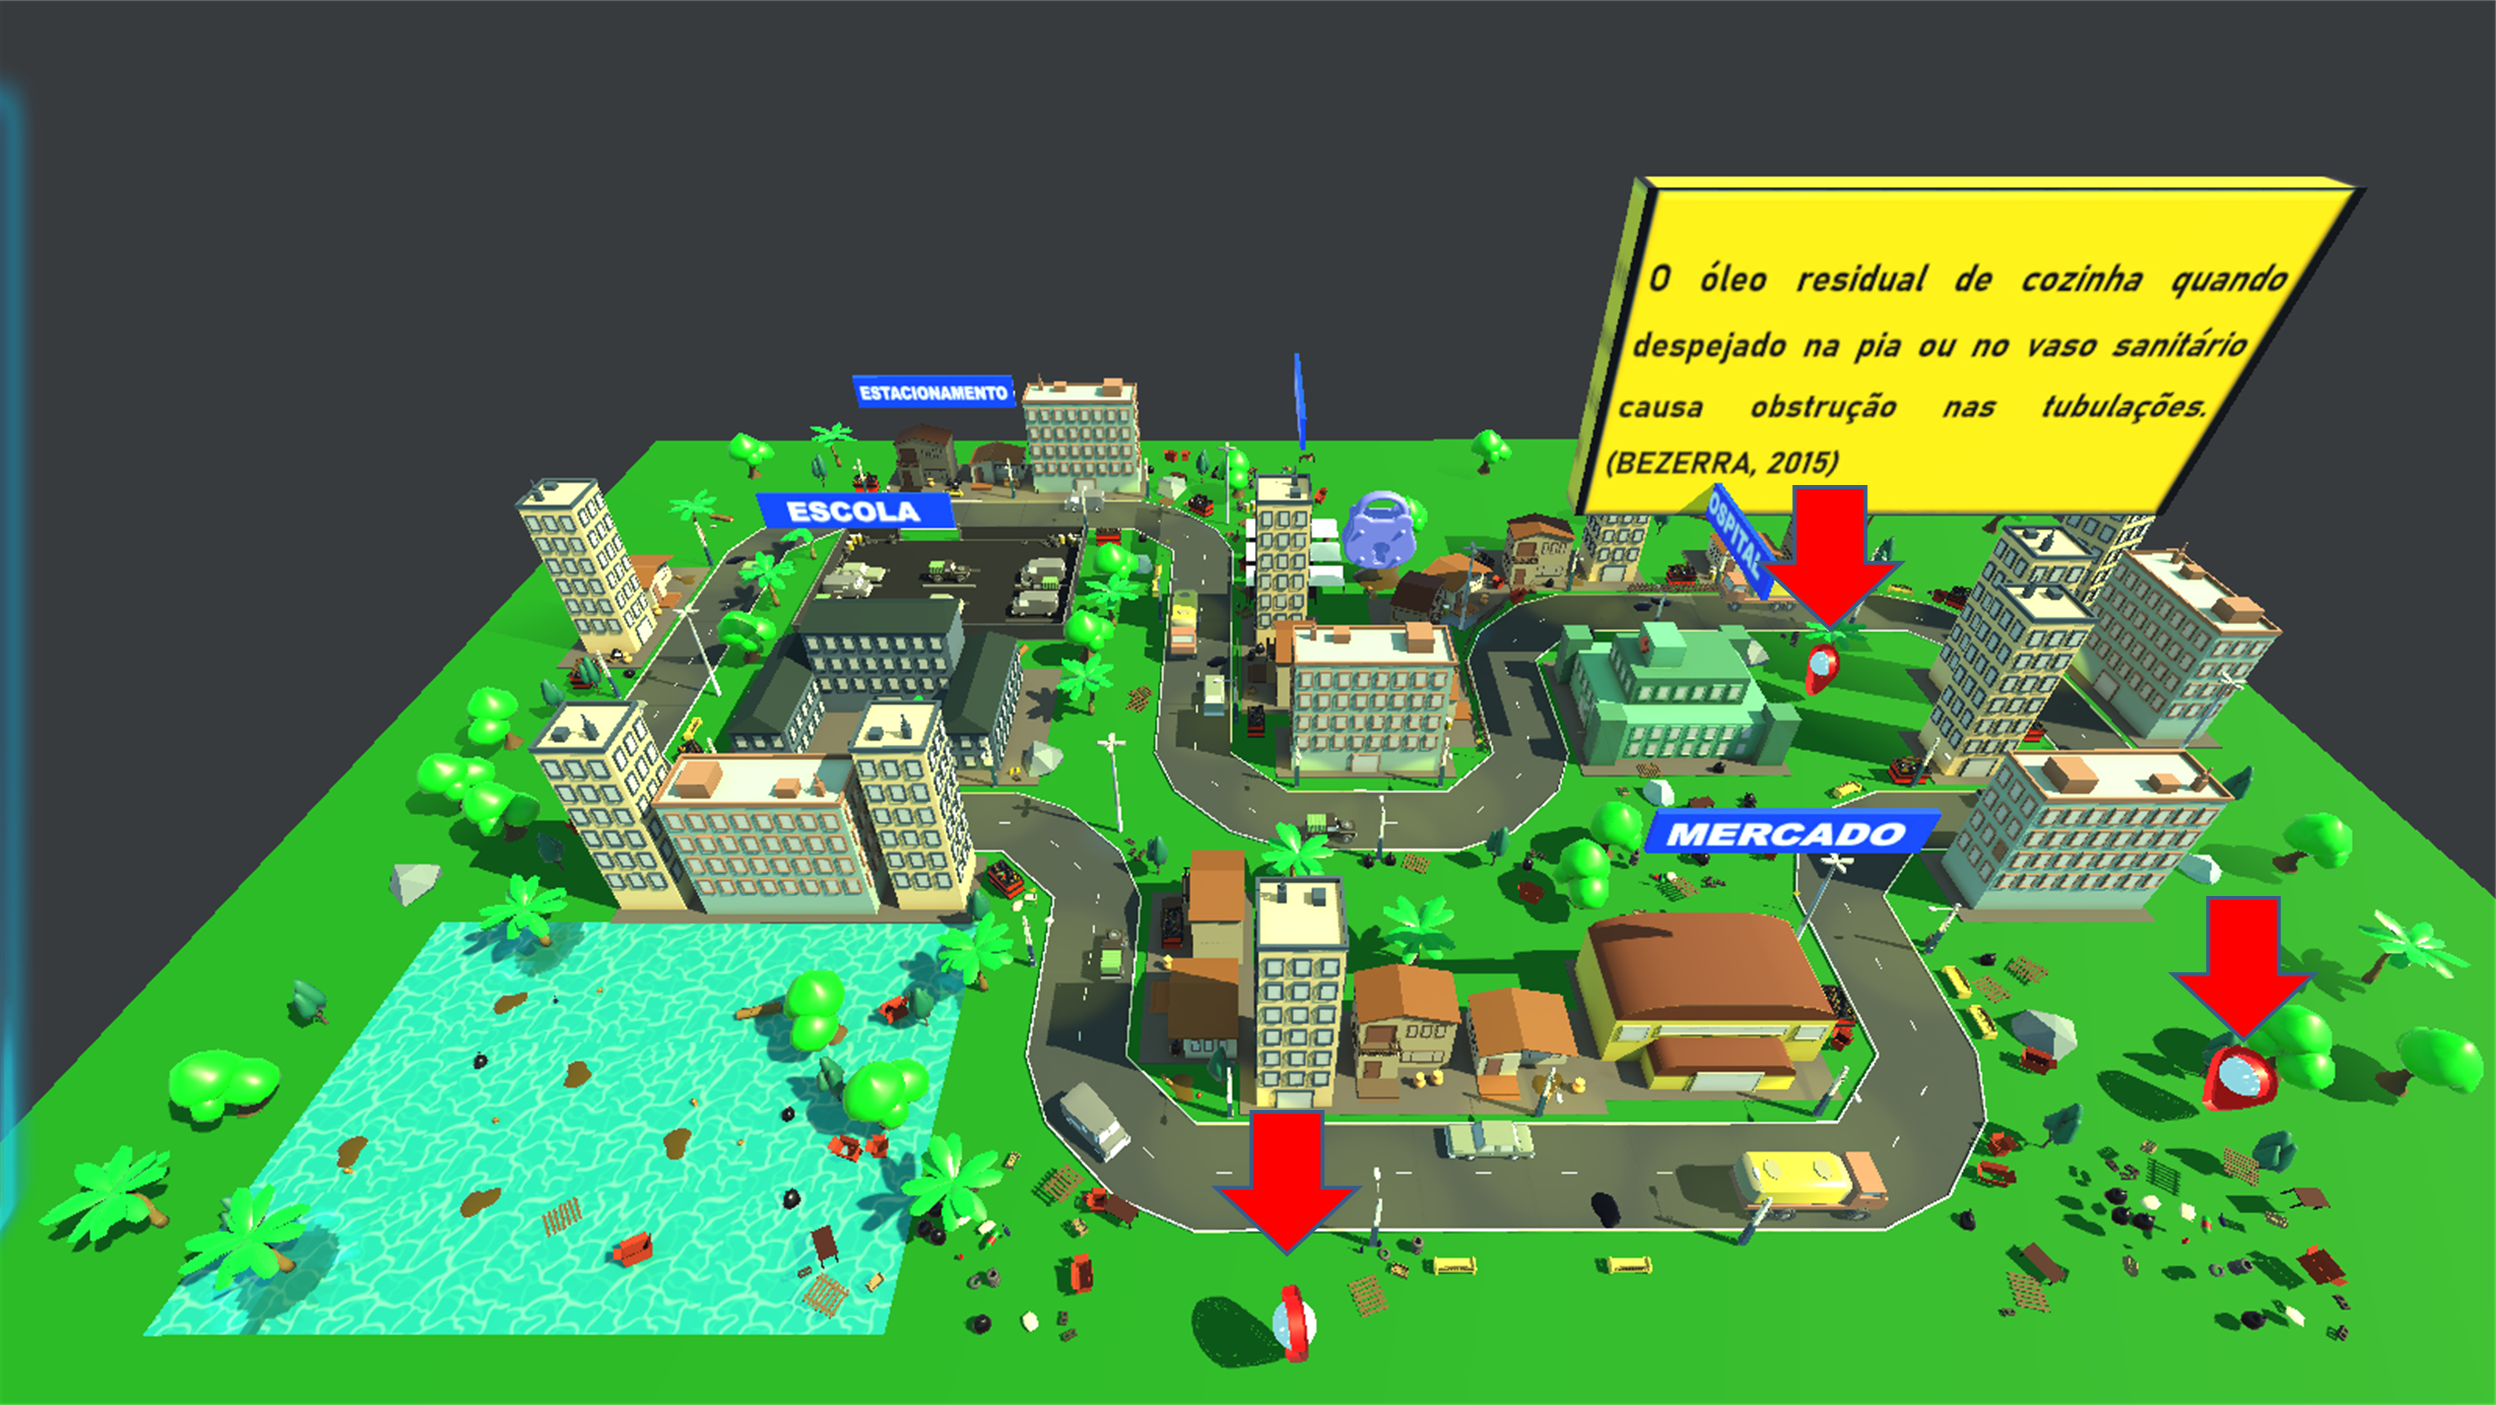 O óleo residual de cozinha quando
despejado na pia ou no vaso sanitário
causa obstrução nas tubulações.
(BEZERRA, 2015)
ESTACIONAMENTO
ESCOLA
OSPITAL
MERCADO